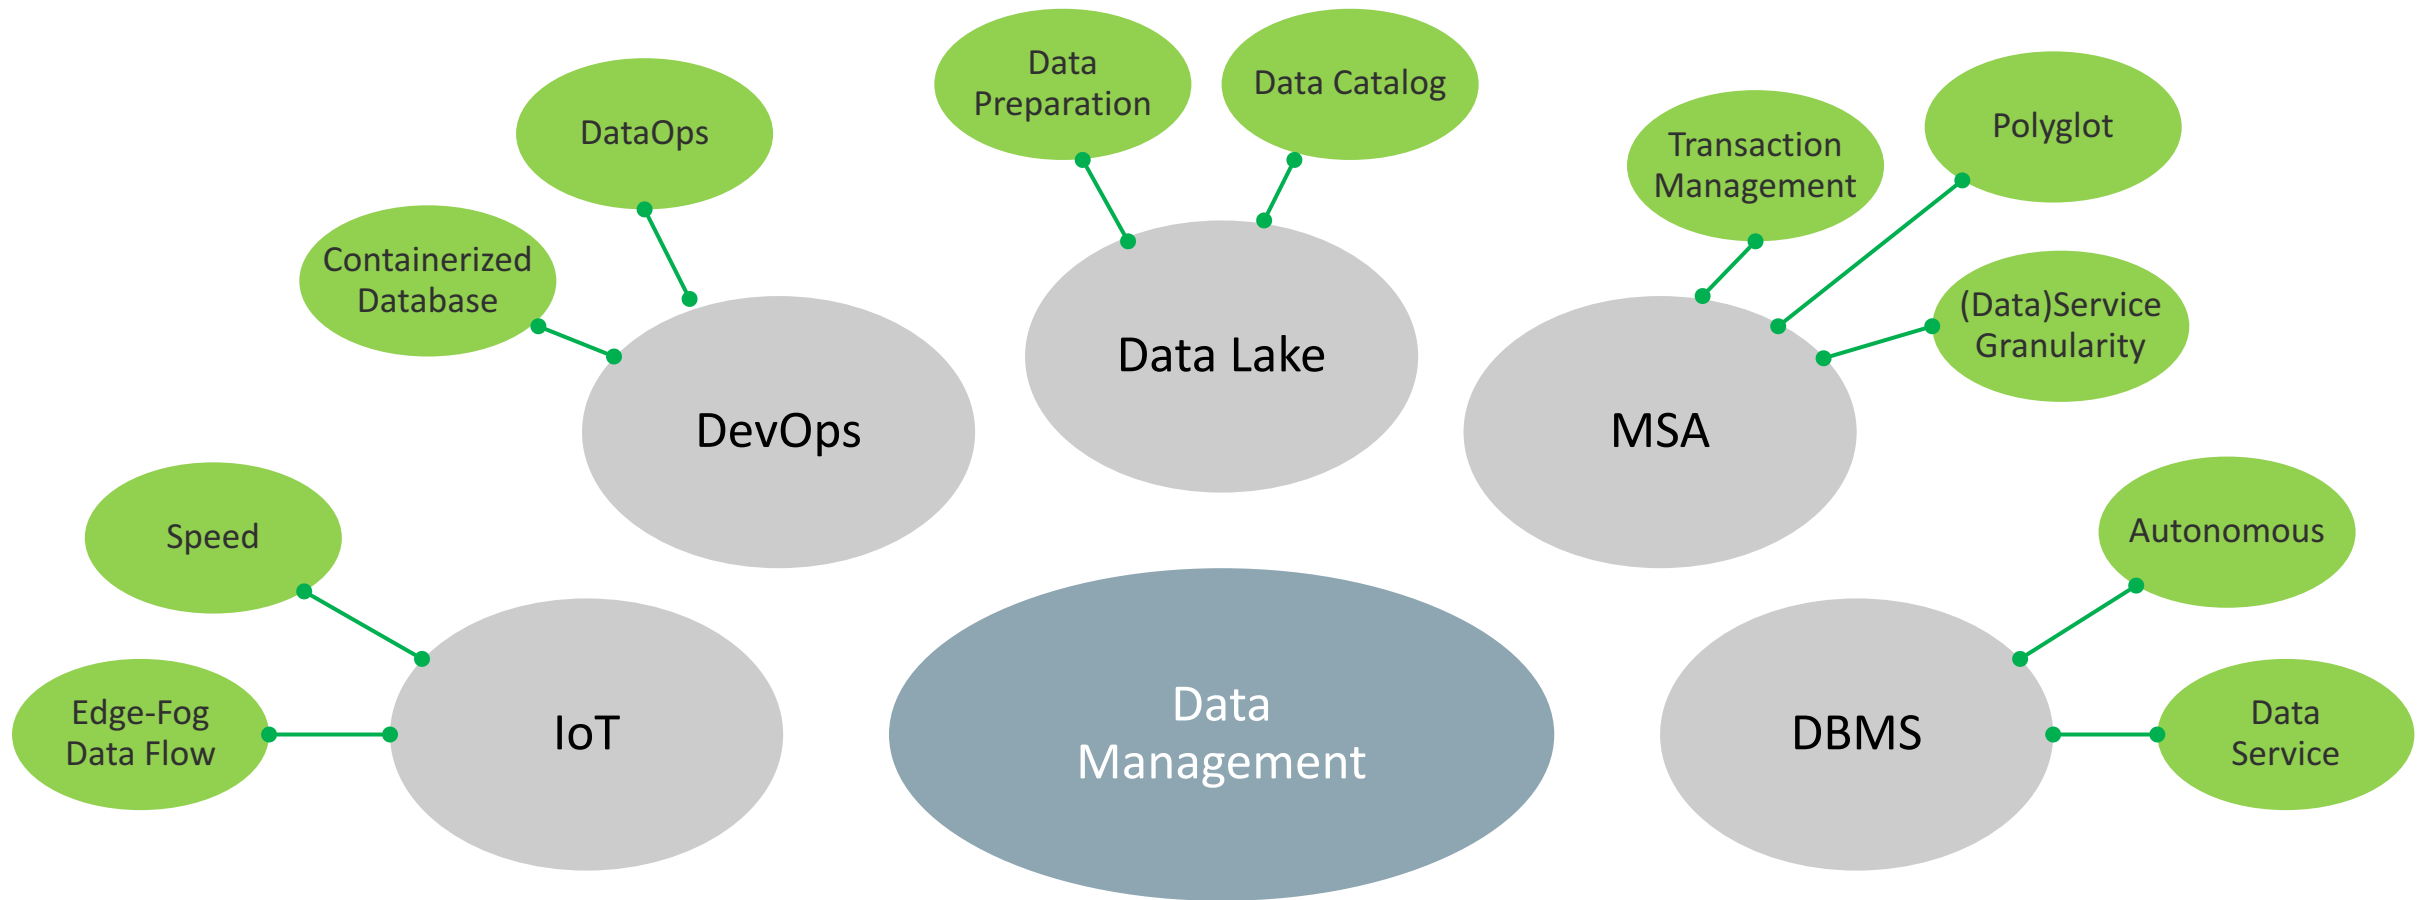 Data
Preparation
Data Catalog
DataOps
Polyglot
Transaction
Management
Containerized
Database
(Data)Service
Granularity
Data Lake
DevOps
MSA
Speed
Autonomous
Edge-Fog
Data Flow
IoT
Data
Management
DBMS
Data
Service